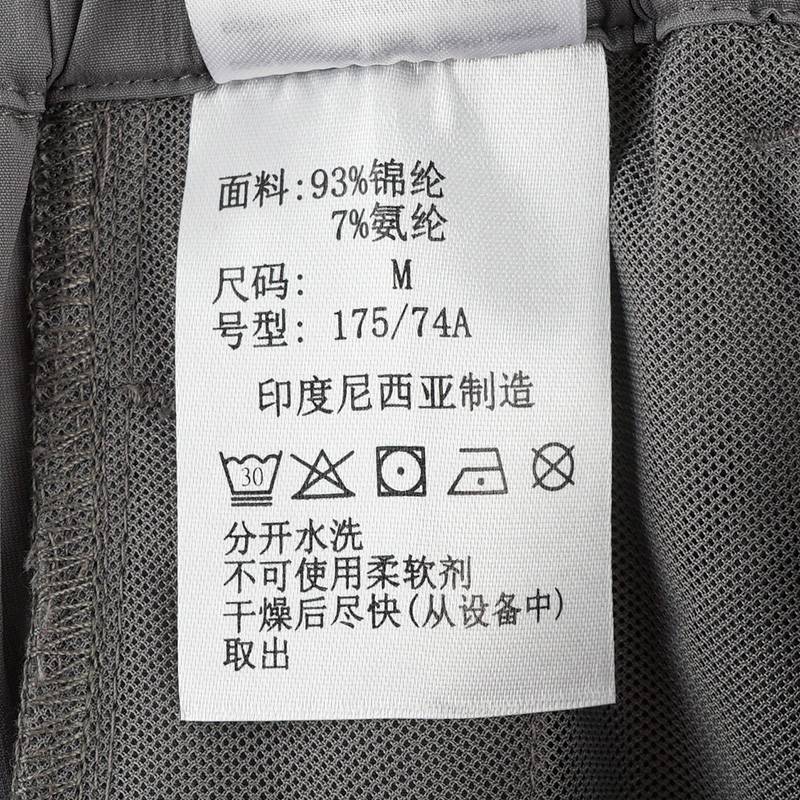 面料:93%锦纶
7%氨纶
尺码: M
号型: 175/74A
印度尼西亚制造
30
分开水洗
不可使用柔软剂
干燥后尽快(从设备中)
取出